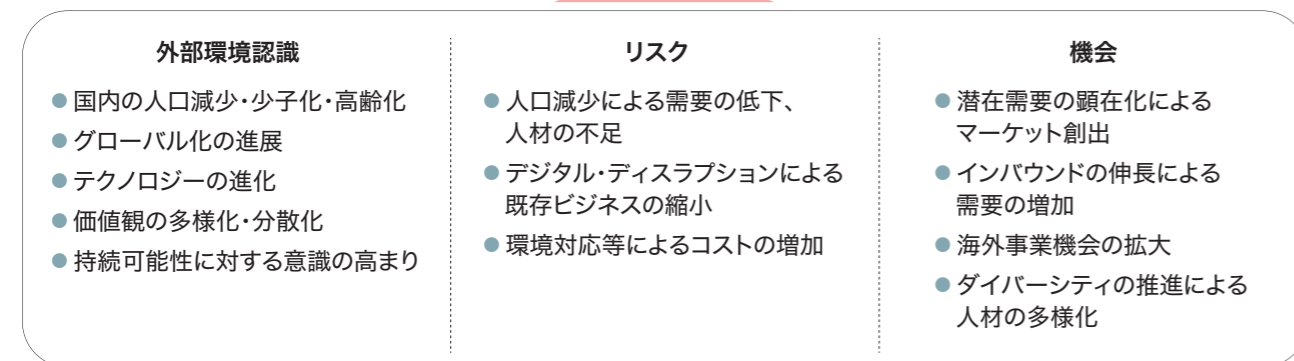 外部環境認識
●国内の人口減少・少子化・高齢化
●グローバル化の進展
●テクノロジーの進化
●価値観の多様化・分散化
●持続可能性に対する意識の高まり
リスク
●人口減少による需要の低下、
人材の不足
●デジタル・ディスラプションによる
既存ビジネスの縮小
●環境対応等によるコストの増加
機会
●潜在需要の顕在化による
マーケット創出
●インバウンドの伸長による
需要の増加
●海外事業機会の拡大
●ダイバーシティの推進による
人材の多様化